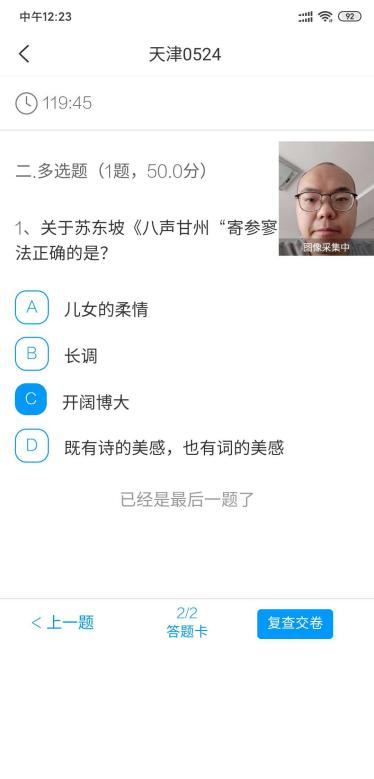 中午12:23
92
天津0524
119:45
二.多选题（1题，50.0分）
图像采集中
1、关于苏东坡《八声甘州“寄参寥
法正确的是？
A 儿女的柔情
B 长调
C 开阔博大
D 既有诗的美感，也有词的美感
已经是最后一题了
< 上一题
2/2
答题卡
复查交卷